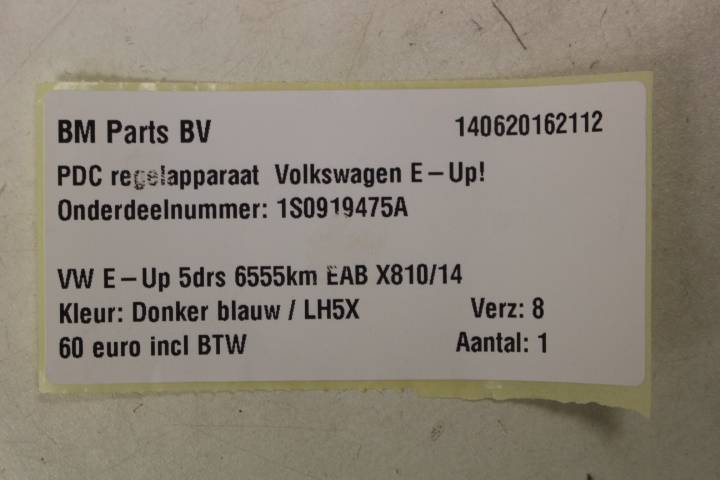 BM Parts BV 140620162112
PDC regelapparaat Volkswagen E-Up!
Onderdeelnummer: 1S0919475A
VW E-Up 5drs 6555km EAB X810/14
Kleur: Donker blauw / LH5X Verz: 8
60 euro incl BTW Aantal: 1